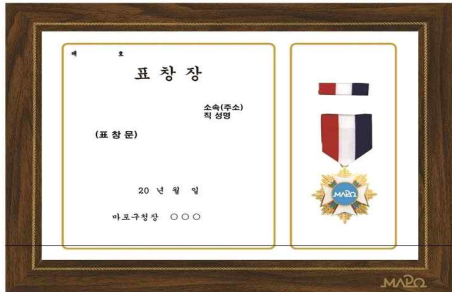 제 호
표 창 장
소속(주소)
직 성명
(표 창 문)
20 년 월 일
마포구청장 ○○○
MAPO
MAPO